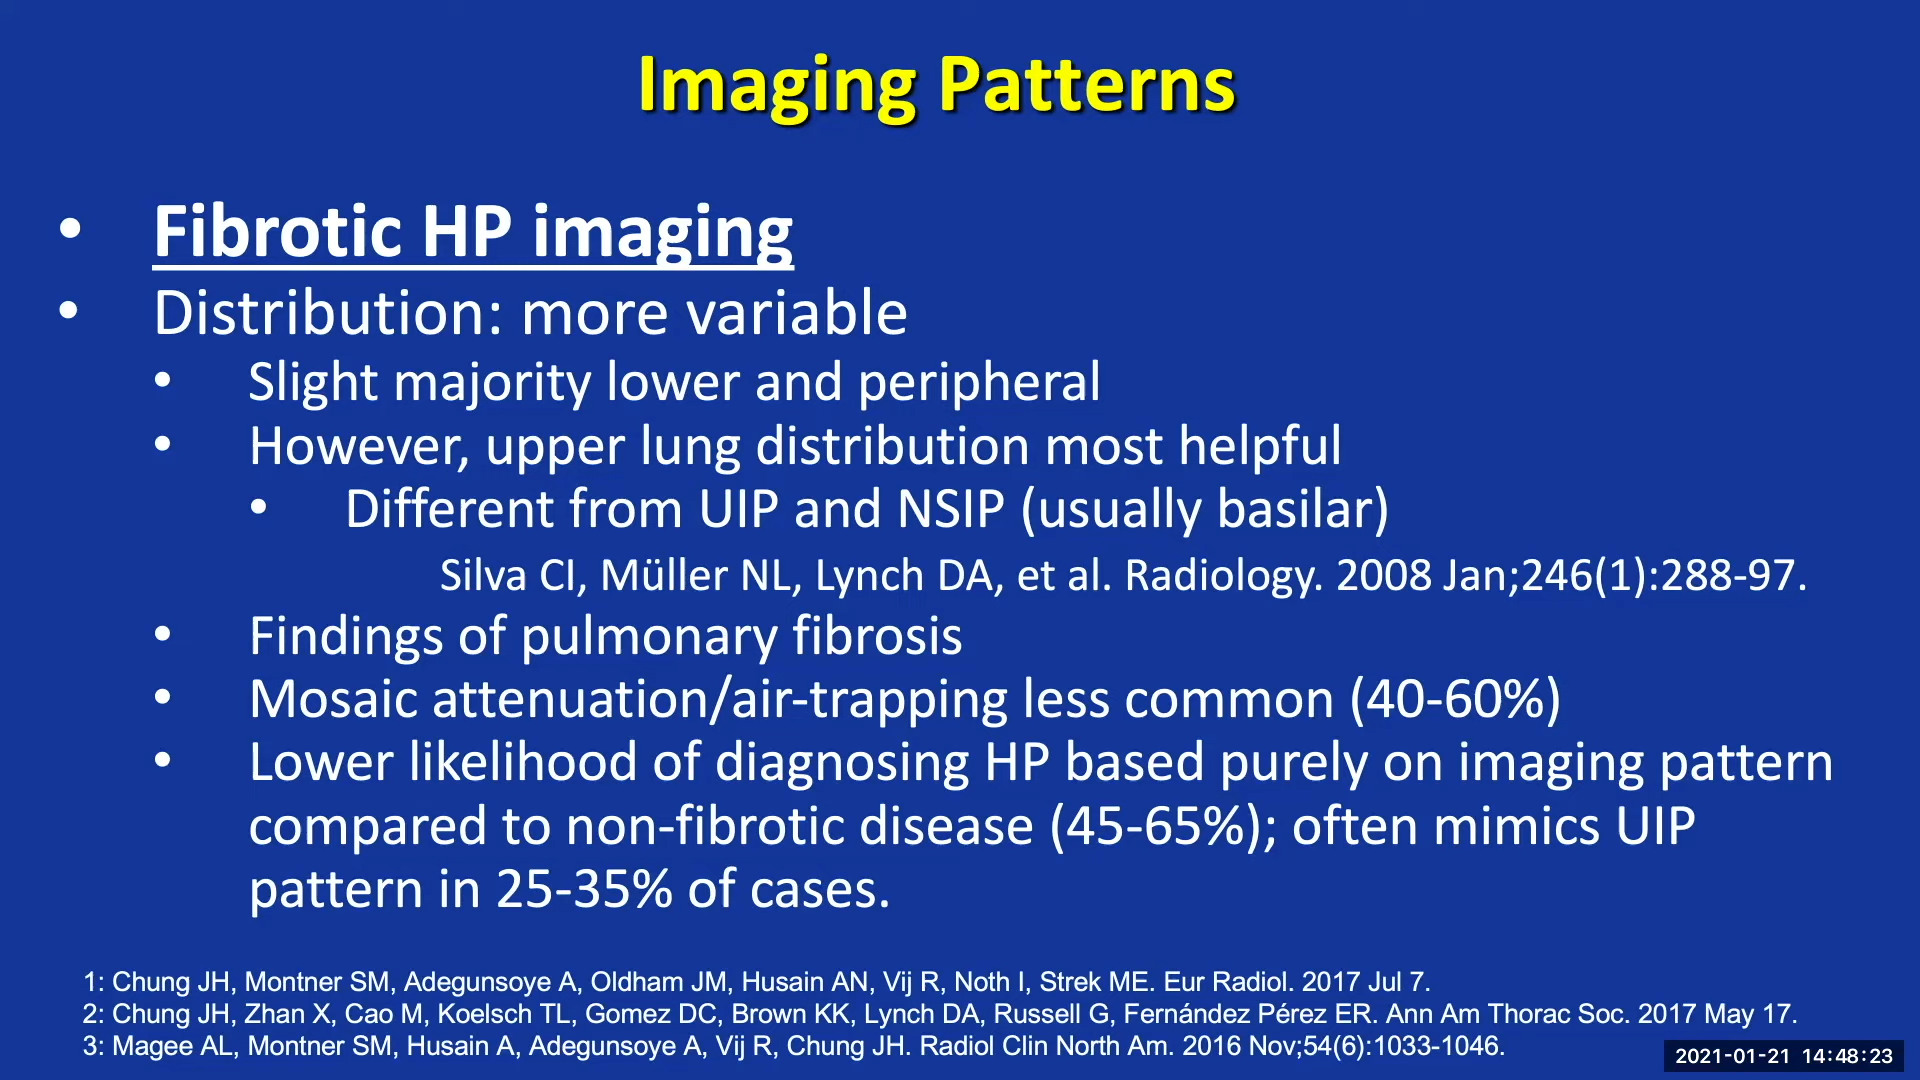 Imaging Patterns
• Fibrotic HP imaging
• Distribution: more variable
• Slight majority lower and peripheral
• However, upper lung distribution most helpful
• Different from UIP and NSIP (usually basilar)
Silva CI, Müller NL, Lynch DA, et al. Radiology. 2008 Jan;246(1):288-97.
• Findings of pulmonary fibrosis
• Mosaic attenuation/air-trapping less common (40-60%)
• Lower likelihood of diagnosing HP based purely on imaging pattern
compared to non-fibrotic disease (45-65%); often mimics UIP
pattern in 25-35% of cases.
1: Chung JH, Montner SM, Adegunsoye A, Oldham JM, Husain AN, Vij R, Noth I, Strek ME. Eur Radiol. 2017 Jul 7.
2: Chung JH, Zhan X, Cao M, Koelsch TL, Gomez DC, Brown KK, Lynch DA, Russell G, Fernández Pérez ER. Ann Am Thorac Soc. 2017 May 17.
3: Magee AL, Montner SM, Husain A, Adegunsoye A, Vij R, Chung JH. Radiol Clin North Am. 2016 Nov;54(6):1033-1046.
2021-01-21 14:48:23